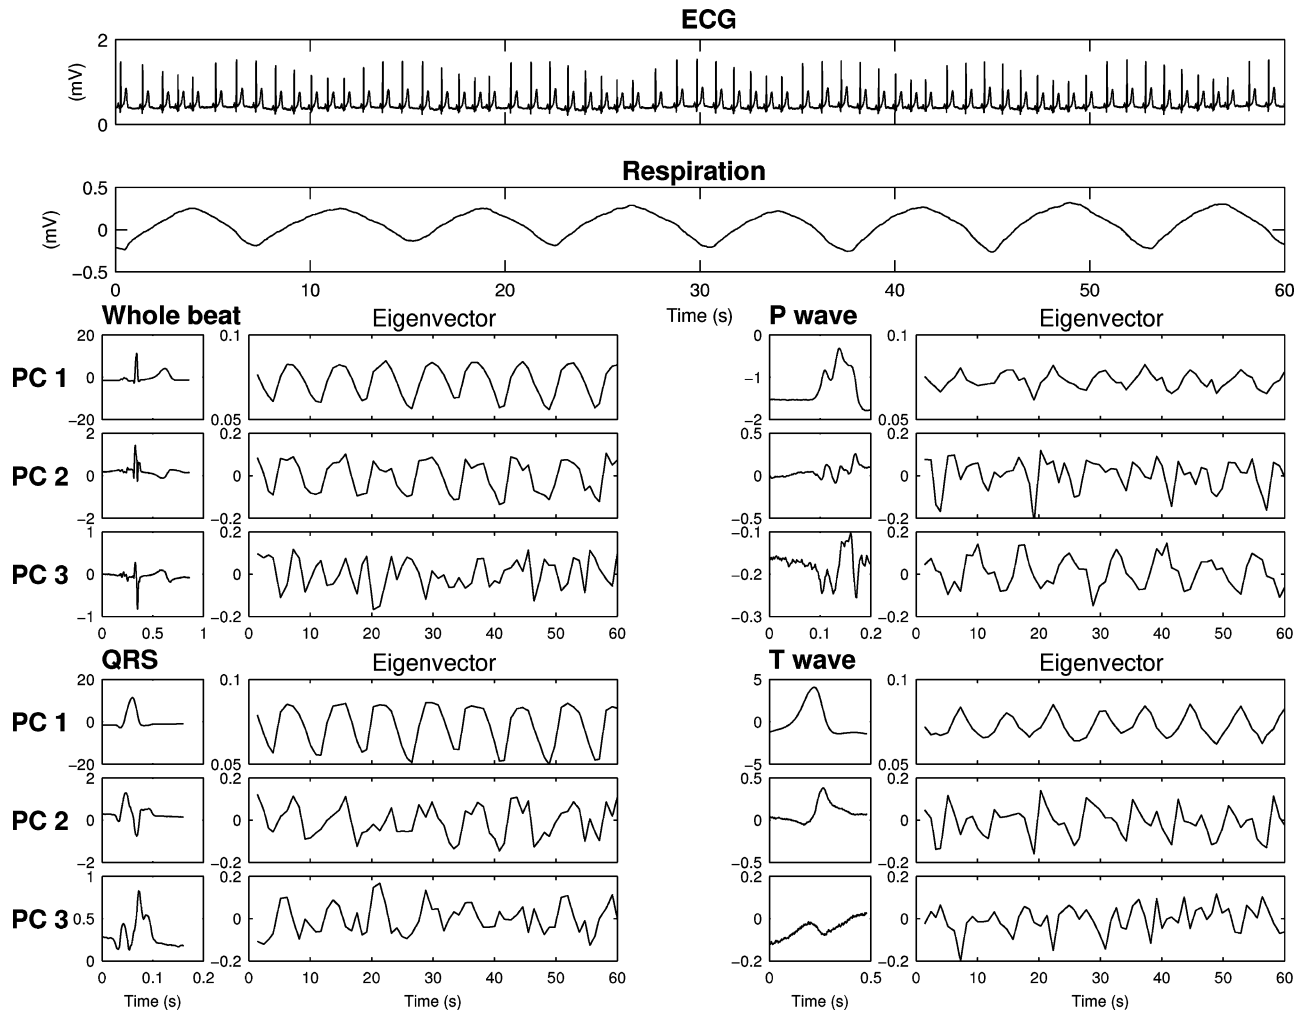 ECG
2
(mV)
0
Respiration
0.5
(mV)
0
−0.5
0 10 20 30 40 50 60
Time (s)
Whole beat Eigenvector P wave Eigenvector
PC 1
20 0 −20 0.1 0.05 0 −1 −2 0.1 0.05
PC 2
2 0 −2 0.2 0 −0.2 0.5 0 −0.5 0.2 0 −0.2
PC 3
1 0 −1 0.2 0 −0.2 −0.1 −0.2 −0.3 0.2 0 −0.2
0 0.5 1 0 10 20 30 40 50 60 0 0.1 0.2 0 10 20 30 40 50 60
QRS Eigenvector T wave Eigenvector
PC 1
20 0 −20 0.1 0.05 5 0 −5 0.1 0.05
PC 2
2 0 −2 0.2 0 −0.2 0.5 0 −0.5 0.2 0 −0.2
PC 3
1 0.5 0 0.2 0 −0.2 0.2 0 −0.2 0.2 0 −0.2
0 0.1 0.2 0 10 20 30 40 50 60 0 0.5 0 10 20 30 40 50 60
Time (s) Time (s) Time (s) Time (s)